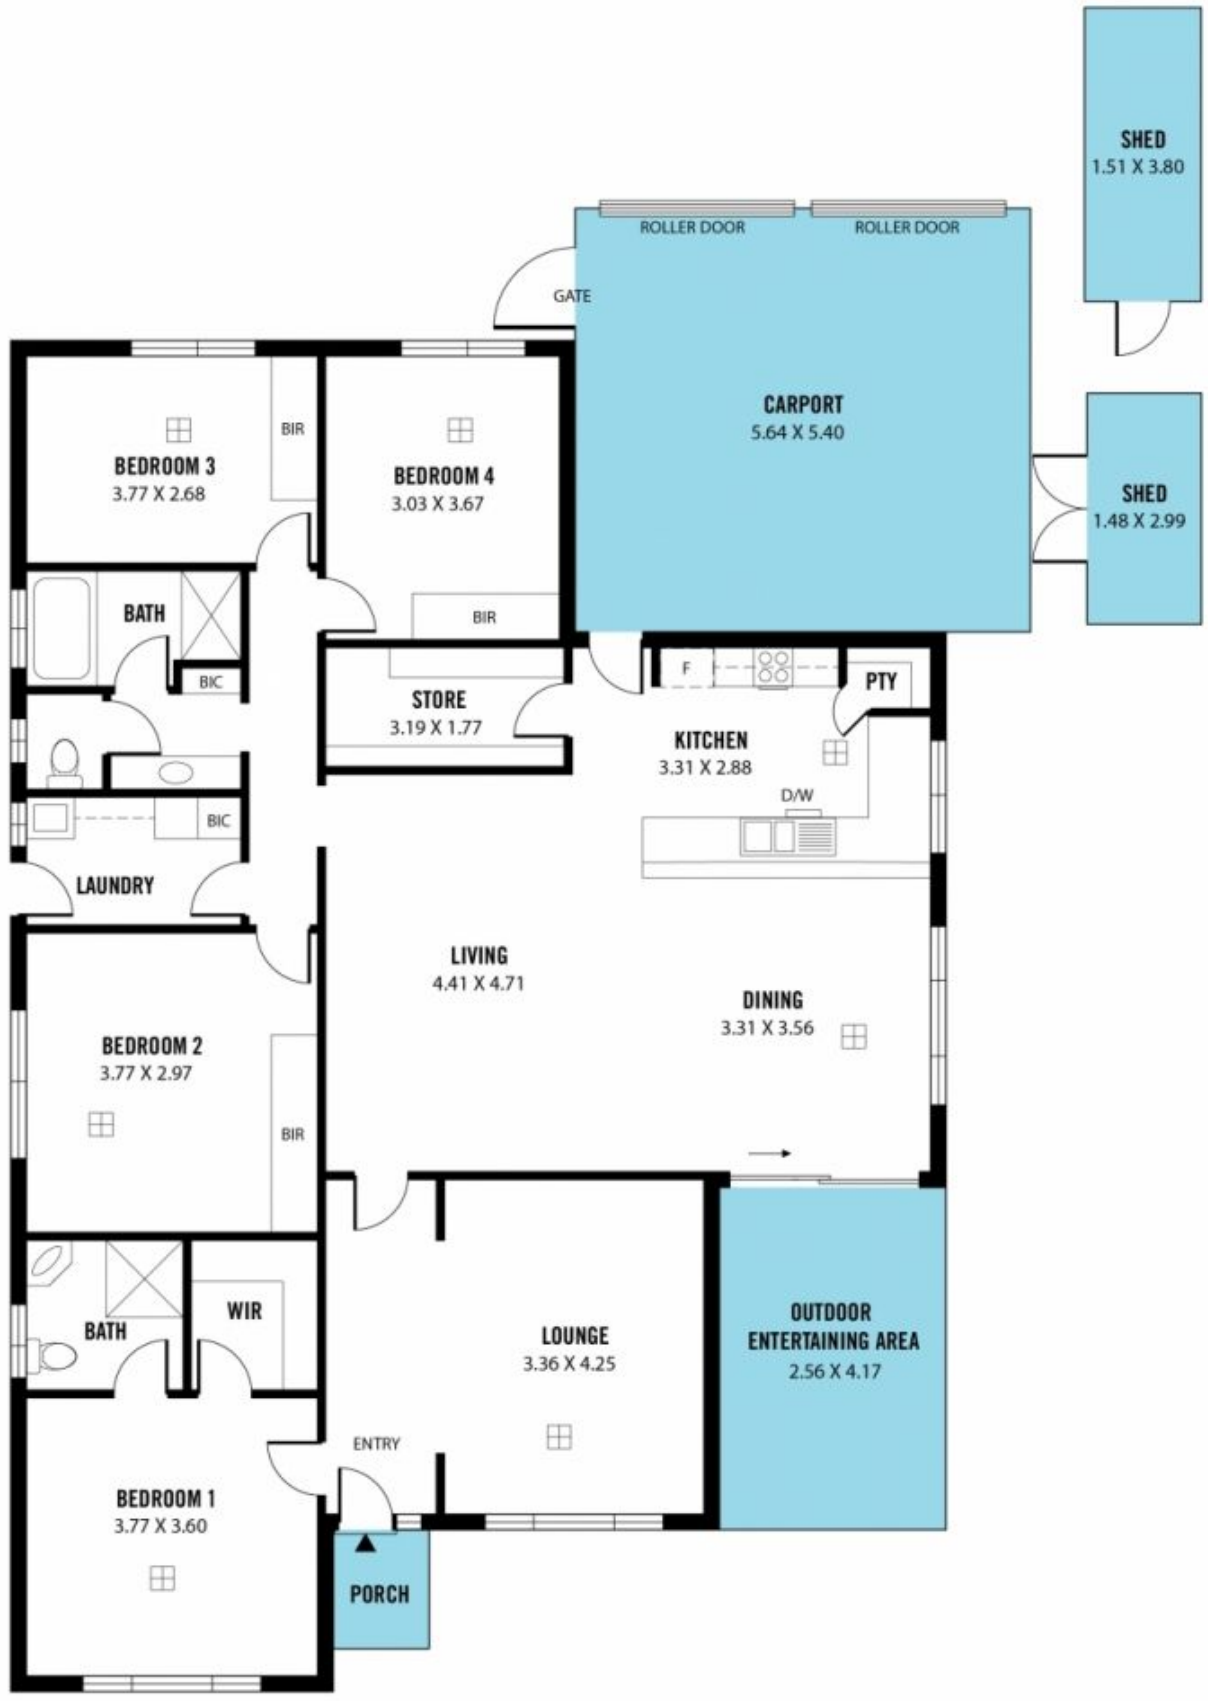 SHED
1.51 X 3.80
ROLLER DOOR
ROLLER DOOR
GATE
CARPORT
5.64 X 5.40
SHED
1.48 X 2.99
BIR
BEDROOM 3
3.77 X 2.68
BEDROOM 4
3.03 X 3.67
BIR
BATH
BIC
STORE
3.19 X 1.77
F
PTY
KITCHEN
3.31 X 2.88
D/W
BIC
LAUNDRY
LIVING
4.41 X 4.71
DINING
3.31 X 3.56
BEDROOM 2
3.77 X 2.97
BIR
BATH
WIR
LOUNGE
3.36 X 4.25
OUTDOOR
ENTERTAINING AREA
2.56 X 4.17
ENTRY
BEDROOM 1
3.77 X 3.60
PORCH